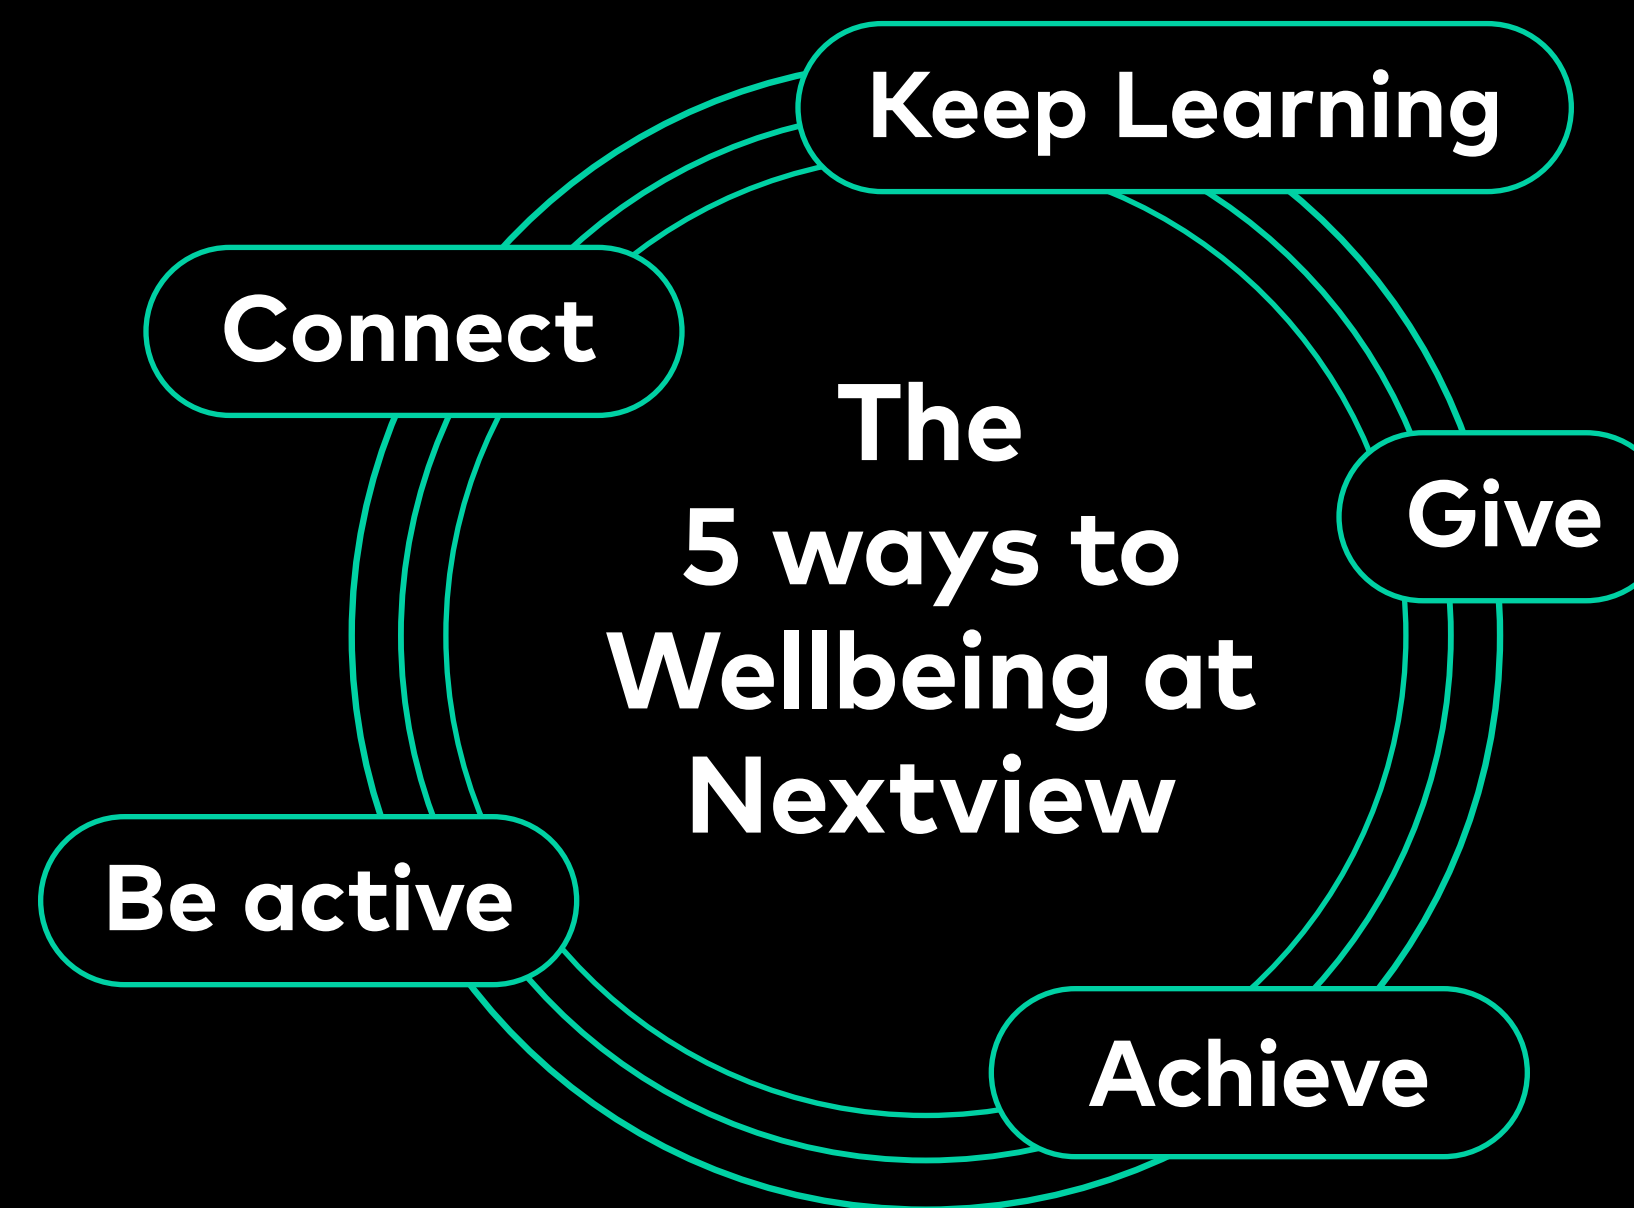 Keep Learning
Connect
The
5 ways to
Wellbeing at
Nextview
Give
Be active
Achieve